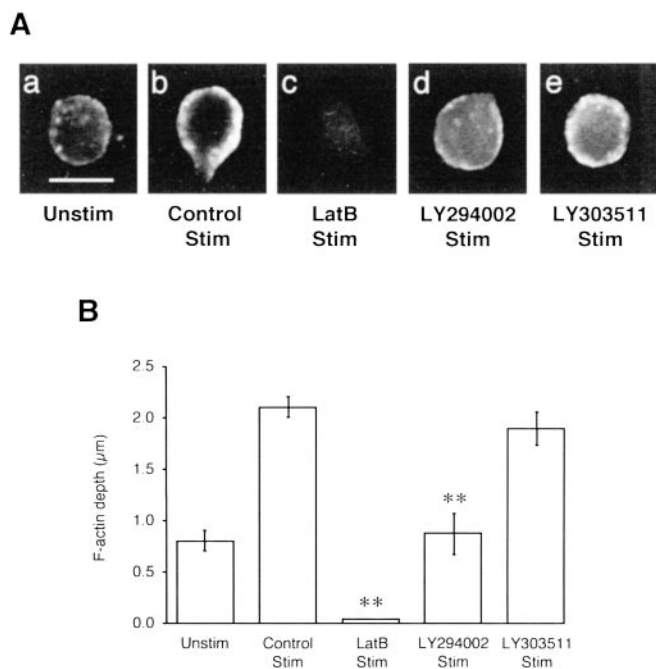 A
a b c d e
Unstim Control LatB LY294002 LY303511
Stim Stim Stim Stim
B
2.5
2.0
1.5
1.0
0.5
0.0
F-actin depth (µm)
** **
Unstim Control LatB LY294002 LY303511
Stim Stim Stim Stim